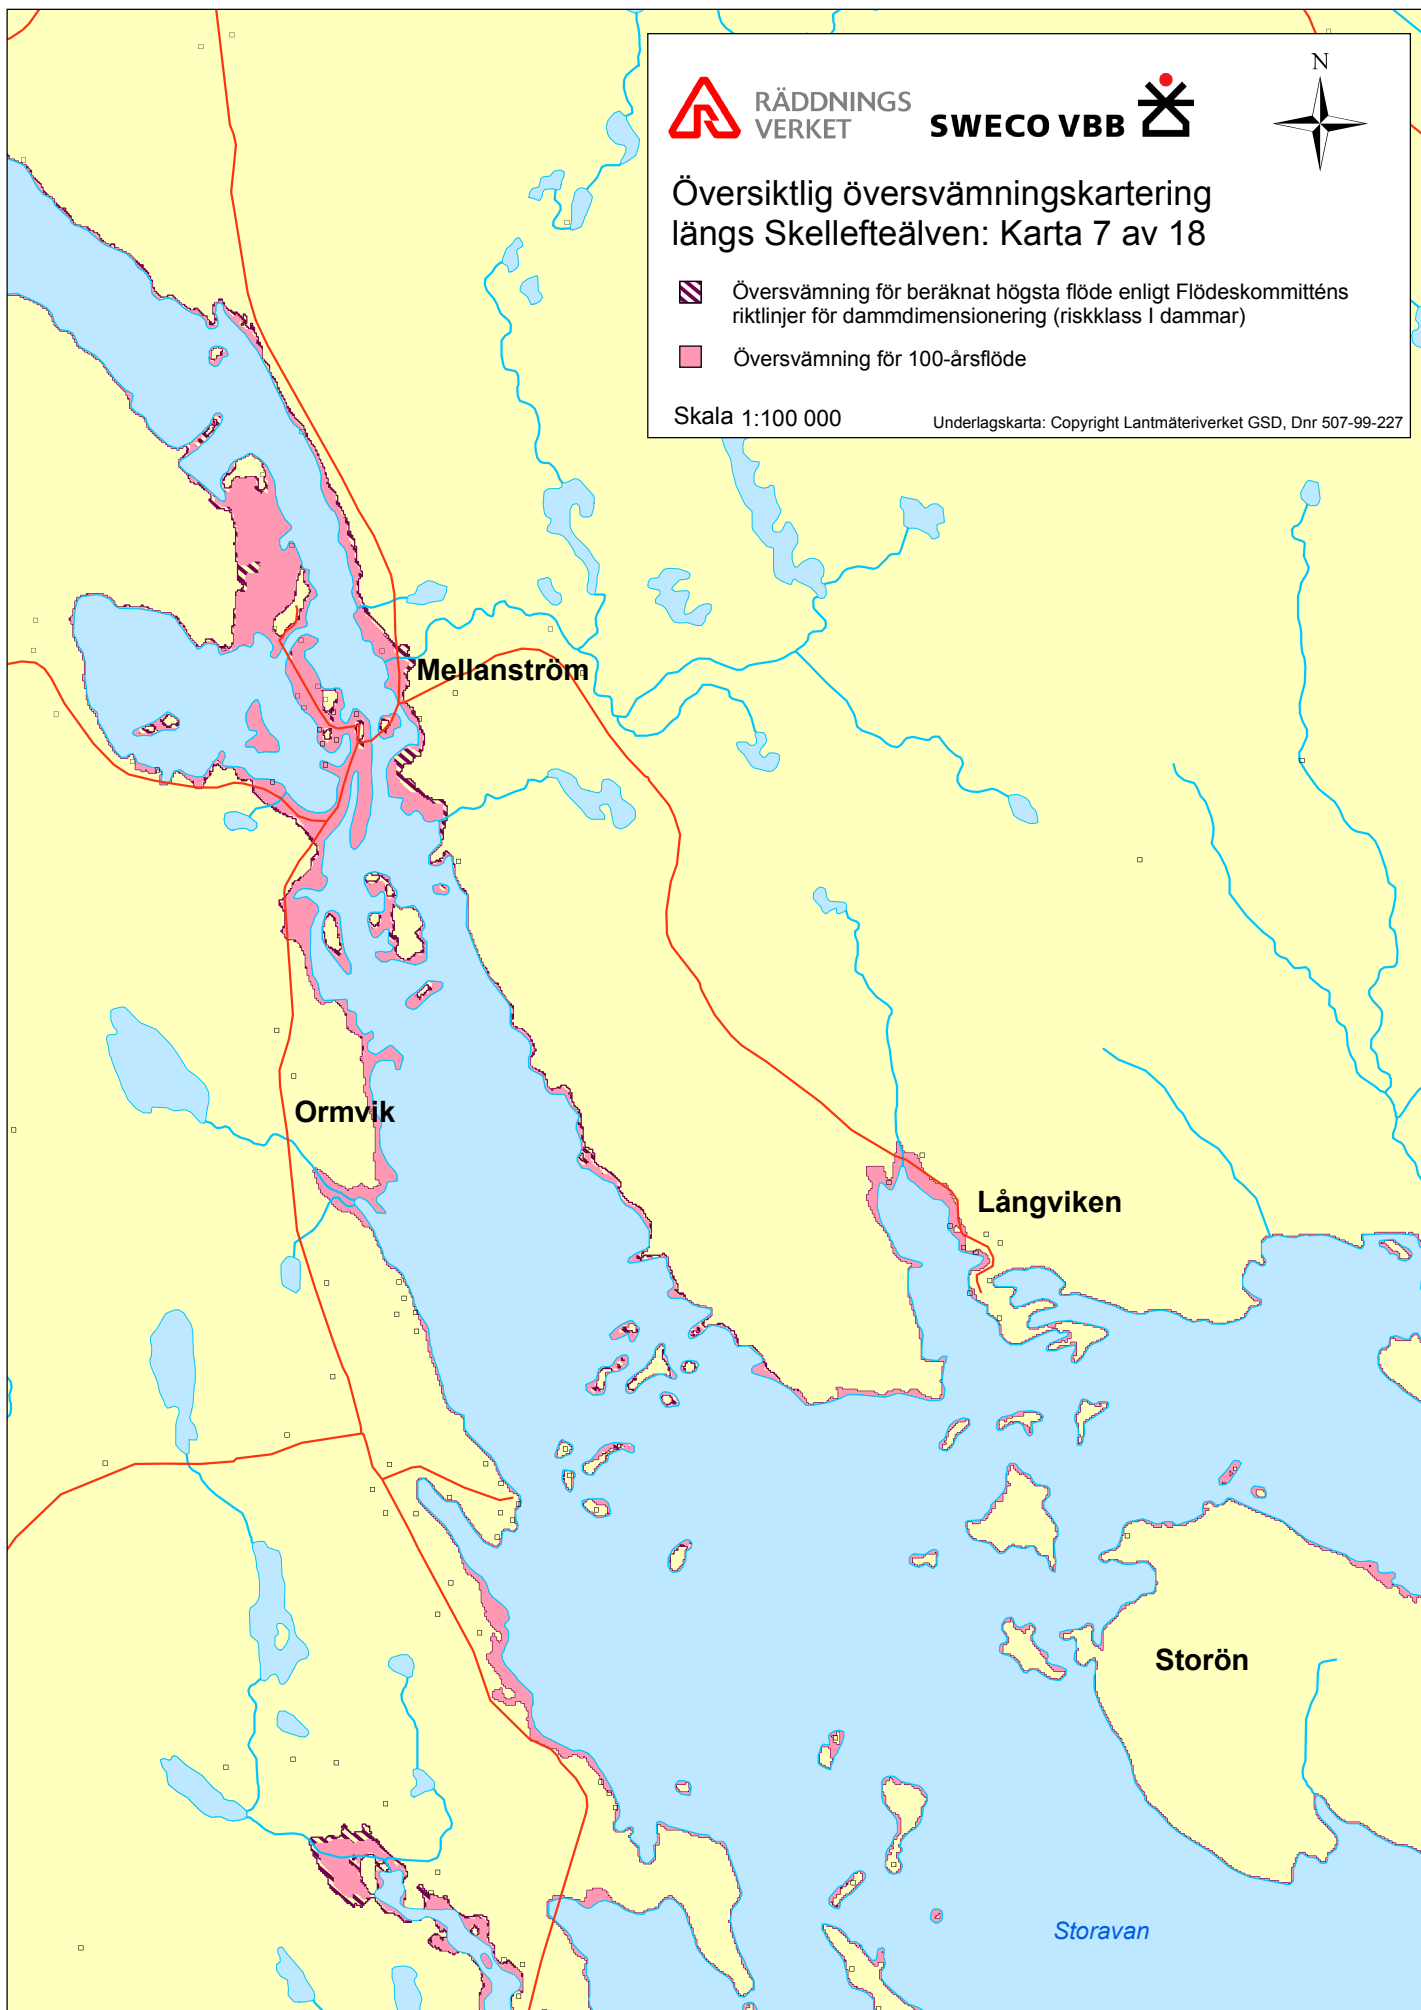 N
RÄDDNINGS
VERKET
SWECO VBB
Översiktlig översvämningskartering
längs Skellefteälven: Karta 7 av 18
Översvämning för beräknat högsta flöde enligt Flödeskommitténs
riktlinjer för dammdimensionering (riskklass I dammar)
Översvämning för 100-årsflöde
Skala 1:100 000
Underlagskarta: Copyright Lantmäteriverket GSD, Dnr 507-99-227
Mellanström
Ormvik
Långviken
Storön
Storavan